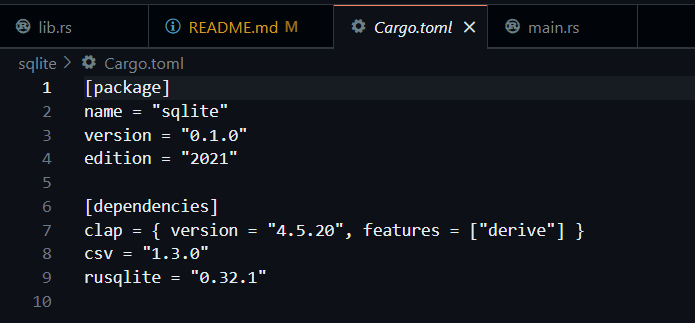 lib.rs
README.md M
Cargo.toml
main.rs
sqlite > Cargo.toml
1 [package]
2 name = "sqlite"
3 version = "0.1.0"
4 edition = "2021"
5
6 [dependencies]
7 clap = { version = "4.5.20", features = ["derive"] }
8 csv = "1.3.0"
9 rusqlite = "0.32.1"
10